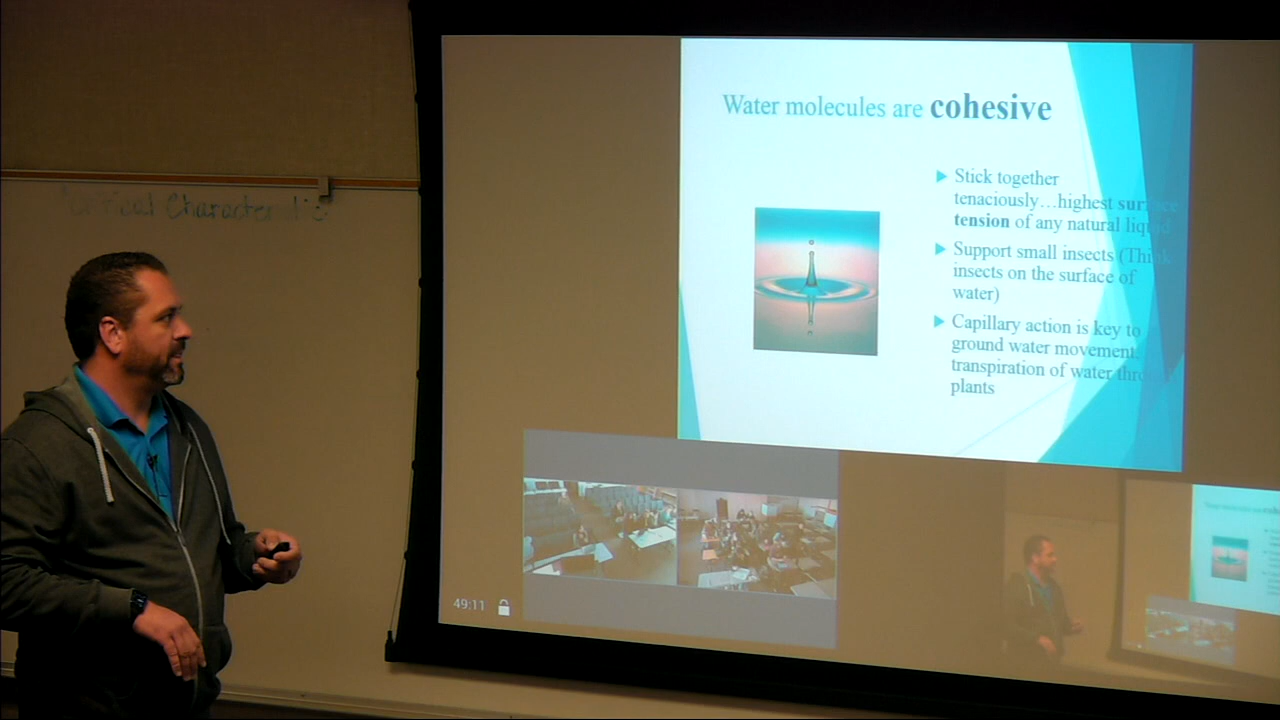 Critical Characteristic
Water molecules are cohesive
▶ Stick together
tenaciously…highest surface
tension of any natural liquid
▶ Support small insects (Think
insects on the surface of
water)
▶ Capillary action is key to
ground water movement,
transpiration of water through
plants
49:11